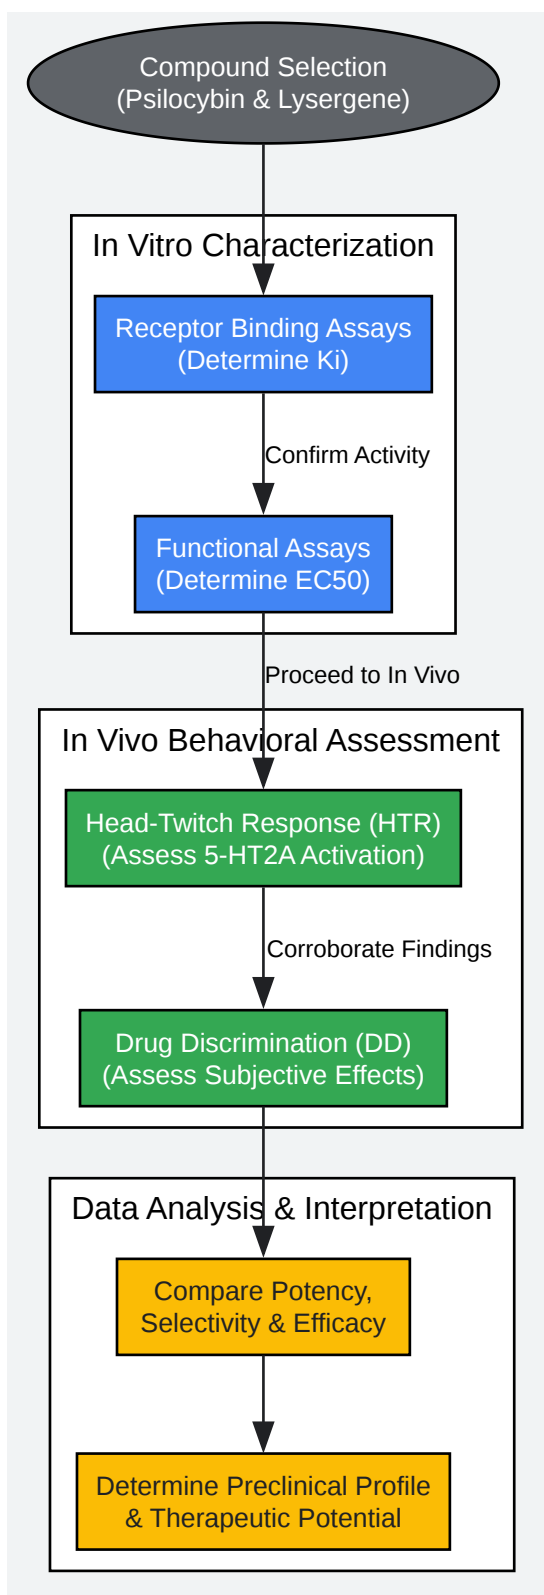 Compound Selection
(Psilocybin & Lysergene)
In Vitro Characterization
Receptor Binding Assays
(Determine Ki)
Confirm Activity
Functional Assays
(Determine EC50)
Proceed to In Vivo
In Vivo Behavioral Assessment
Head-Twitch Response (HTR)
(Assess 5-HT2A Activation)
Corroborate Findings
Drug Discrimination (DD)
(Assess Subjective Effects)
Data Analysis & Interpretation
Compare Potency,
Selectivity & Efficacy
Determine Preclinical Profile
& Therapeutic Potential